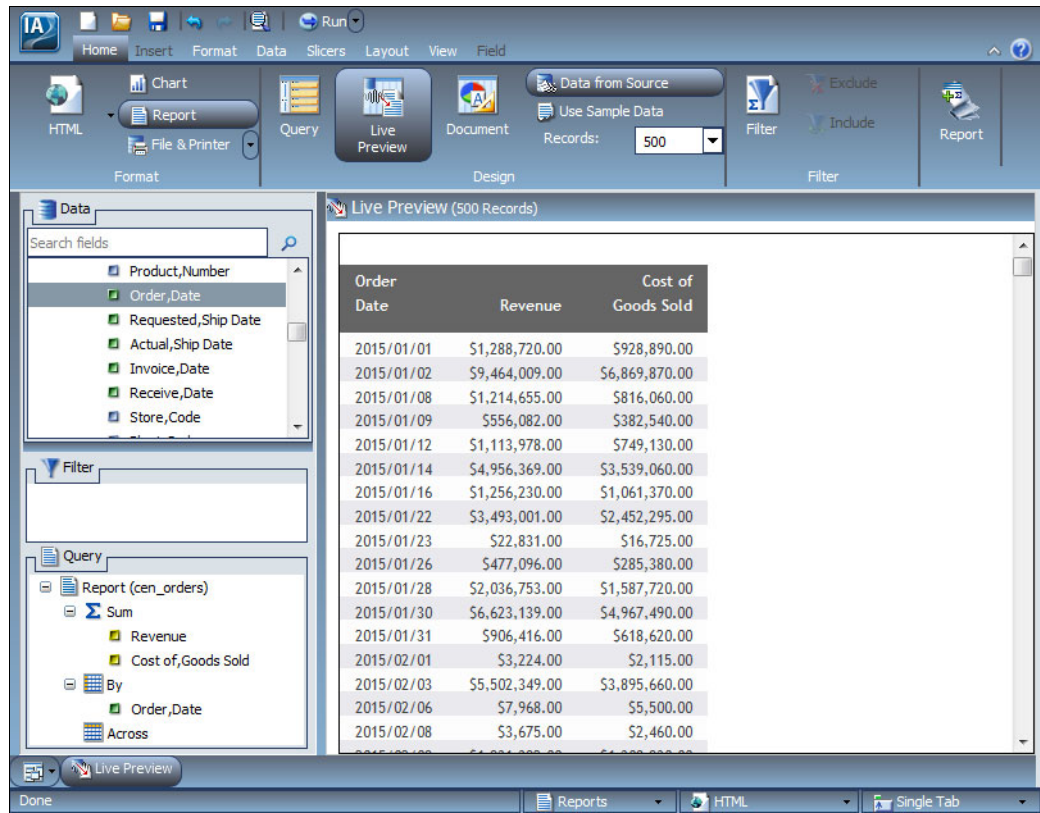 IA
Run
Home Insert Format Data Slicers Layout View Field
HTML
Chart
Report
File & Printer
Format
Query
Live
Preview
Document
Data from Source
Use Sample Data
Records: 500
Design
Filter
Exclude
Include
Filter
Report
Data
Search fields
Product,Number
Order,Date
Requested,Ship Date
Actual,Ship Date
Invoice,Date
Receive,Date
Store,Code
Filter
Query
Report (cen_orders)
Sum
Revenue
Cost of,Goods Sold
By
Order,Date
Across
Live Preview (500 Records)
Order Cost of
Date Revenue Goods Sold
2015/01/01 $1,288,720.00 $928,890.00
2015/01/02 $9,464,009.00 $6,869,870.00
2015/01/08 $1,214,655.00 $816,060.00
2015/01/09 $556,082.00 $382,540.00
2015/01/12 $1,113,978.00 $749,130.00
2015/01/14 $4,956,369.00 $3,539,060.00
2015/01/16 $1,256,230.00 $1,061,370.00
2015/01/22 $3,493,001.00 $2,452,295.00
2015/01/23 $22,831.00 $16,725.00
2015/01/26 $477,096.00 $285,380.00
2015/01/28 $2,036,753.00 $1,587,720.00
2015/01/30 $6,623,139.00 $4,967,490.00
2015/01/31 $906,416.00 $618,620.00
2015/02/01 $3,224.00 $2,115.00
2015/02/03 $5,502,349.00 $3,895,660.00
2015/02/06 $7,968.00 $5,500.00
2015/02/08 $3,675.00 $2,460.00
Live Preview
Done Reports HTML Single Tab